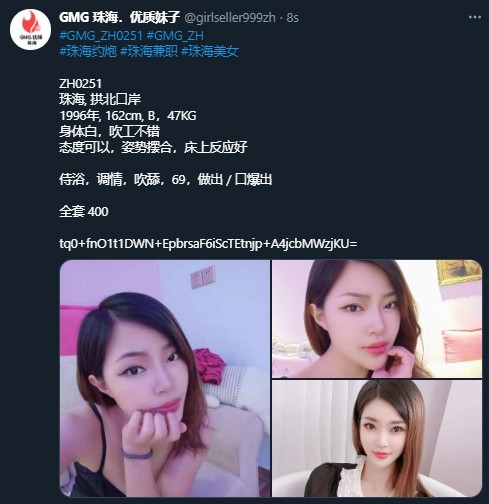 GMG 珠海．优质妹子 @girlseller999zh · 8s
#GMG_ZH0251 #GMG_ZH
#珠海约炮 #珠海兼职 #珠海美女
ZH0251
珠海, 拱北口岸
1996年, 162cm, B，47KG
身体白，吹工不错
态度可以，姿势摆合，床上反应好
侍浴，调情，吹舔，69，做出 / 口爆出
全套 400
tq0+fnO1t1DWN+EpbrsaF6iScTEtnjp+A4jcbMWzjKU=